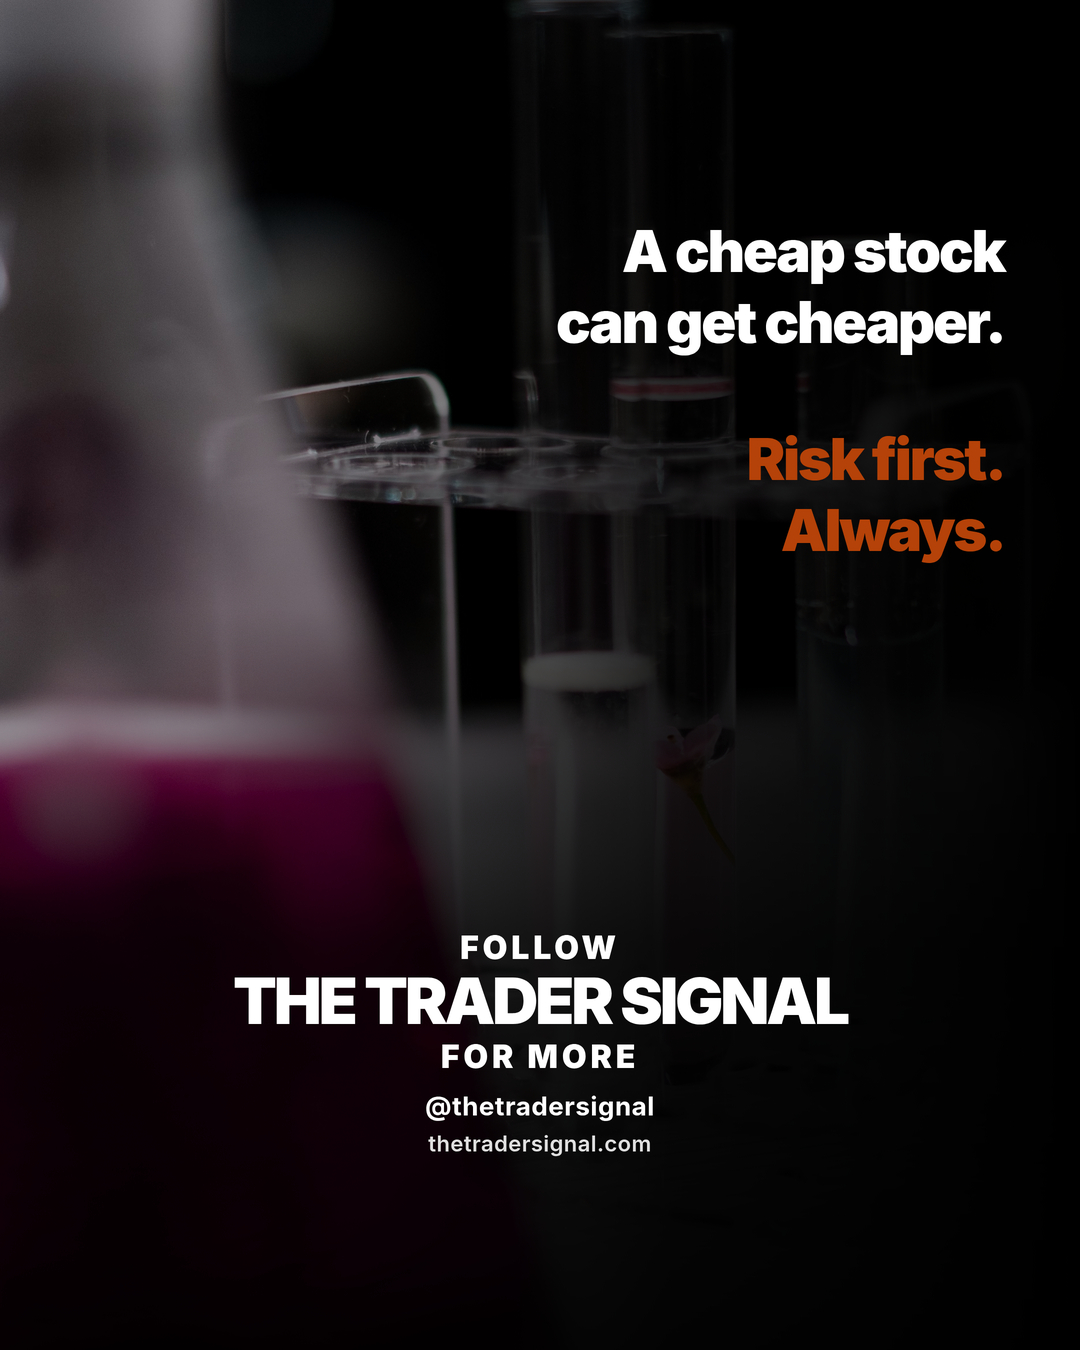 A cheap stock
can get cheaper.
Risk first.
Always.
FOLLOW
THE TRADER SIGNAL
FOR MORE
@thetradersignal
thetradersignal.com